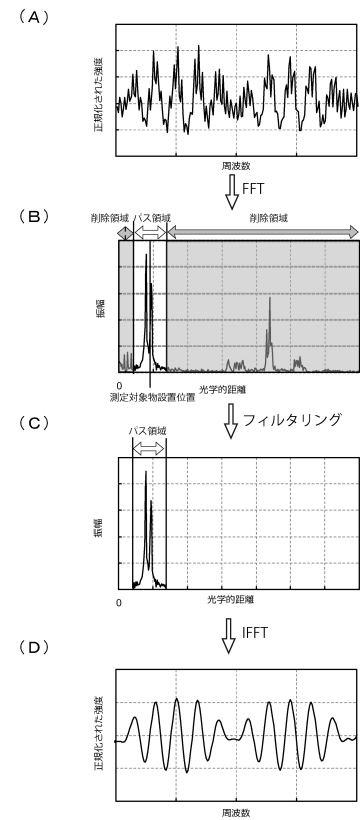 (A)
正規化された強度
周波数
FFT
(B)
削除領域 パス領域 削除領域
振幅
0
光学的距離
測定対象物設置位置
フィルタリング
(C)
パス領域
振幅
0
光学的距離
IFFT
(D)
正規化された強度
周波数